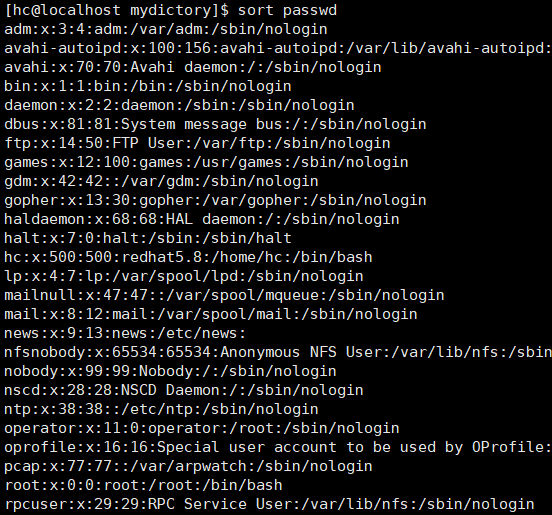 [hc@localhost mydictory]$ sort passwd
adm:x:3:4:adm:/var/adm:/sbin/nologin
avahi-autoipd:x:100:156:avahi-autoipd:/var/lib/avahi-autoipd:
avahi:x:70:70:Avahi daemon:/:/sbin/nologin
bin:x:1:1:bin:/bin:/sbin/nologin
daemon:x:2:2:daemon:/sbin:/sbin/nologin
dbus:x:81:81:System message bus:/:/sbin/nologin
ftp:x:14:50:FTP User:/var/ftp:/sbin/nologin
games:x:12:100:games:/usr/games:/sbin/nologin
gdm:x:42:42::/var/gdm:/sbin/nologin
gopher:x:13:30:gopher:/var/gopher:/sbin/nologin
haldaemon:x:68:68:HAL daemon:/:/sbin/nologin
halt:x:7:0:halt:/sbin:/sbin/halt
hc:x:500:500:redhat5.8:/home/hc:/bin/bash
lp:x:4:7:lp:/var/spool/lpd:/sbin/nologin
mailnull:x:47:47::/var/spool/mqueue:/sbin/nologin
mail:x:8:12:mail:/var/spool/mail:/sbin/nologin
news:x:9:13:news:/etc/news:
nfsnobody:x:65534:65534:Anonymous NFS User:/var/lib/nfs:/sbin
nobody:x:99:99:Nobody:/:/sbin/nologin
nscd:x:28:28:NSCD Daemon:/:/sbin/nologin
ntp:x:38:38::/etc/ntp:/sbin/nologin
operator:x:11:0:operator:/root:/sbin/nologin
oprofile:x:16:16:Special user account to be used by OProfile:
pcap:x:77:77::/var/arpwatch:/sbin/nologin
root:x:0:0:root:/root:/bin/bash
rpcuser:x:29:29:RPC Service User:/var/lib/nfs:/sbin/nologin